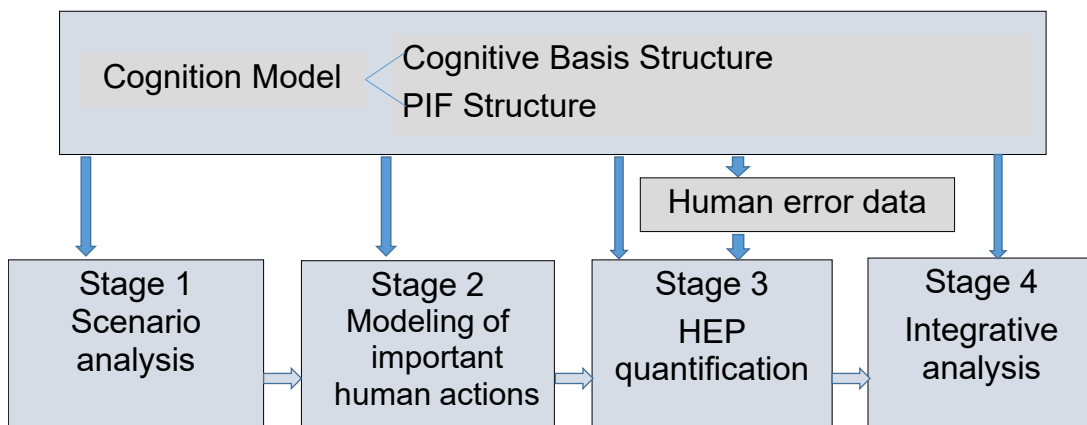 Cognition Model
Cognitive Basis Structure
PIF Structure
Human error data
Stage 1
Scenario
analysis
Stage 2
Modeling of
important
human actions
Stage 3
HEP
quantification
Stage 4
Integrative
analysis